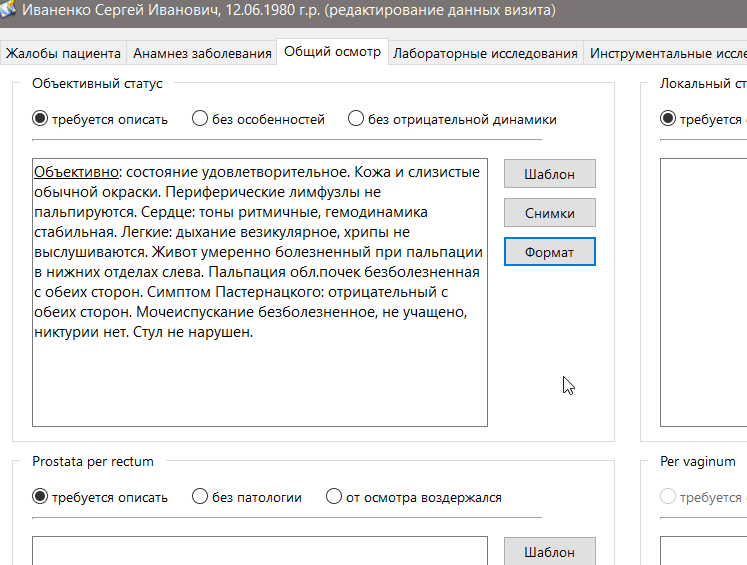 Иваненко Сергей Иванович, 12.06.1980 г.р. (редактирование данных визита)
Жалобы пациента Анамнез заболевания Общий осмотр Лабораторные исследования Инструментальные иссле
Объективный статус
Локальный ст
требуется описать без особенностей без отрицательной динамики
требуется
Объективно: состояние удовлетворительное. Кожа и слизистые
обычной окраски. Периферические лимфузлы не
пальпируются. Сердце: тоны ритмичные, гемодинамика
стабильная. Легкие: дыхание везикулярное, хрипы не
выслушиваются. Живот умеренно болезненный при пальпации
в нижних отделах слева. Пальпация обл.почек безболезненная
с обеих сторон. Симптом Пастернацкого: отрицательный с
обеих сторон. Мочеиспускание безболезненное, не учащено,
никтурии нет. Стул не нарушен.
Шаблон
Снимки
Формат
Prostata per rectum
Per vaginum
требуется описать без патологии от осмотра воздержался
требуется
Шаблон